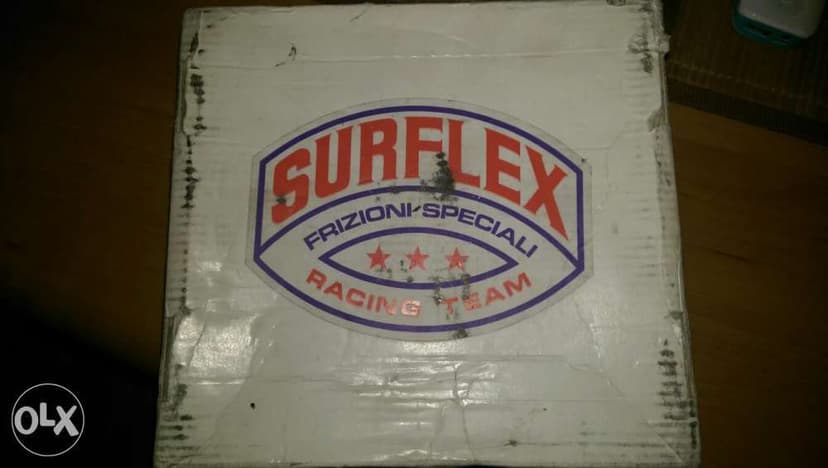 SURFLEX
FRIZIONI SPECIALI
RACING TEAM
OLX